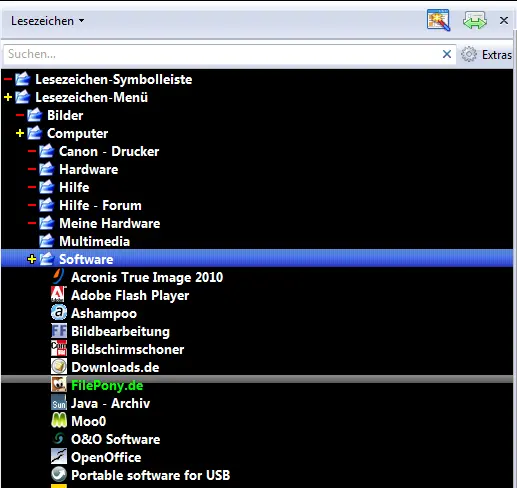 Lesezeichen
Suchen...
Extras
Lesezeichen-Symbolleiste
Lesezeichen-Menü
Bilder
Computer
Canon - Drucker
Hardware
Hilfe
Hilfe - Forum
Meine Hardware
Multimedia
Software
Acronis True Image 2010
Adobe Flash Player
Ashampoo
Bildbearbeitung
Bildschirmschoner
Downloads.de
FilePony.de
Java - Archiv
Moo0
O&O Software
OpenOffice
Portable software for USB